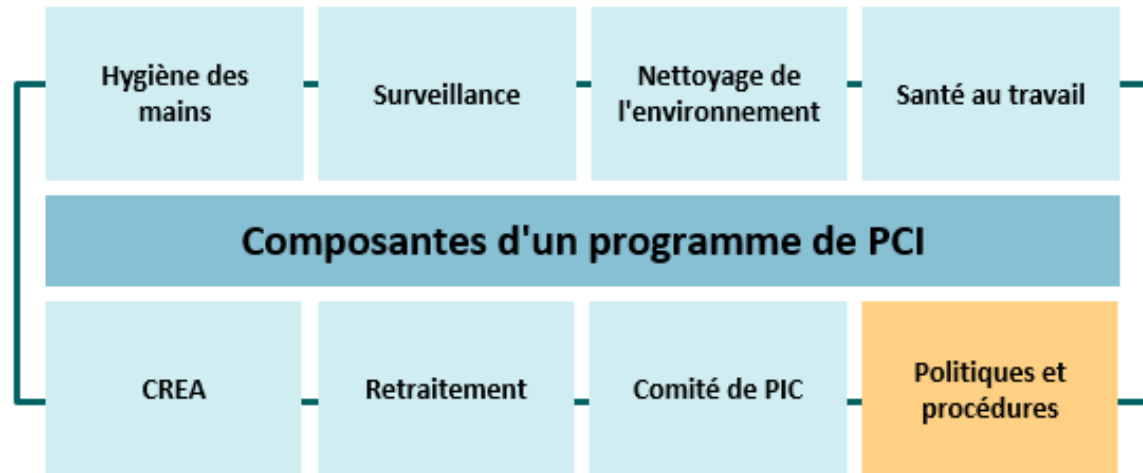 Hygiène des
mains
Surveillance
Nettoyage de
l'environnement
Santé au travail
Composantes d'un programme de PCI
CREA
Retraitement
Comité de PIC
Politiques et
procédures